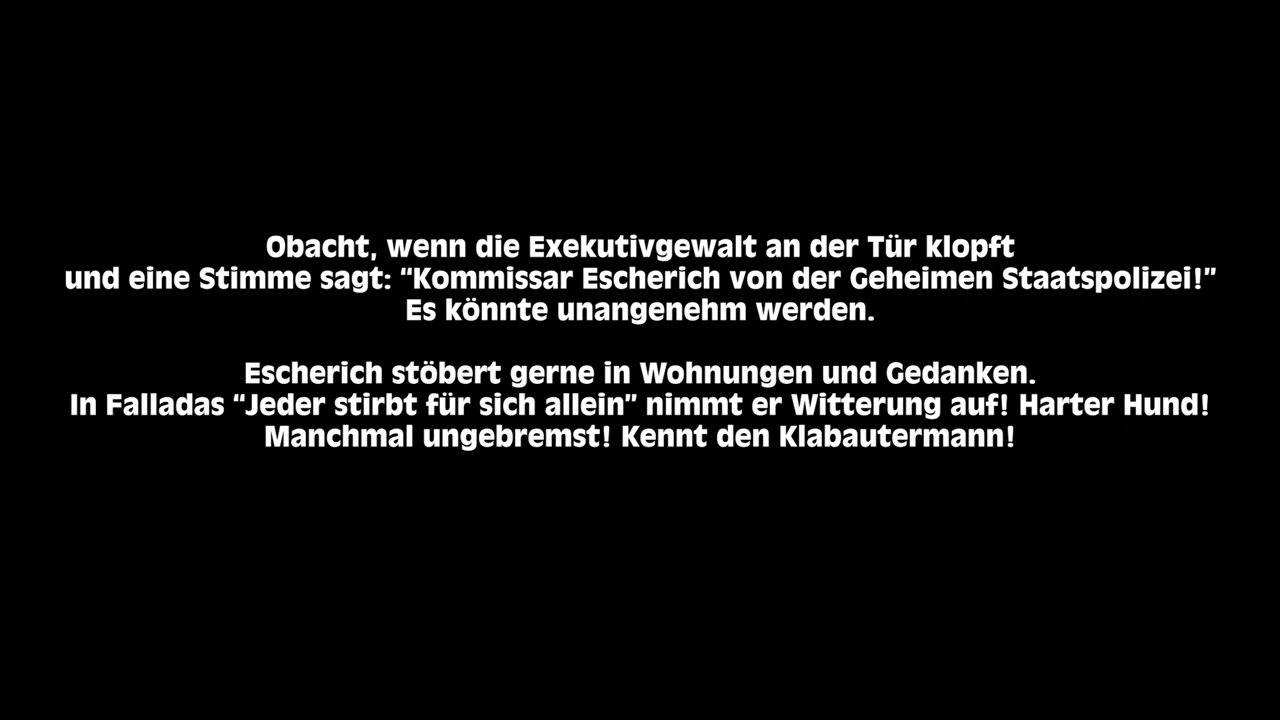 Obacht, wenn die Exekutivgewalt an der Tür klopft
und eine Stimme sagt: “Kommissar Escherich von der Geheimen Staatspolizei!”
Es könnte unangenehm werden.
Escherich stöbert gerne in Wohnungen und Gedanken.
In Falladas “Jeder stirbt für sich allein” nimmt er Witterung auf! Harter Hund!
Manchmal ungebremst! Kennt den Klabautermann!